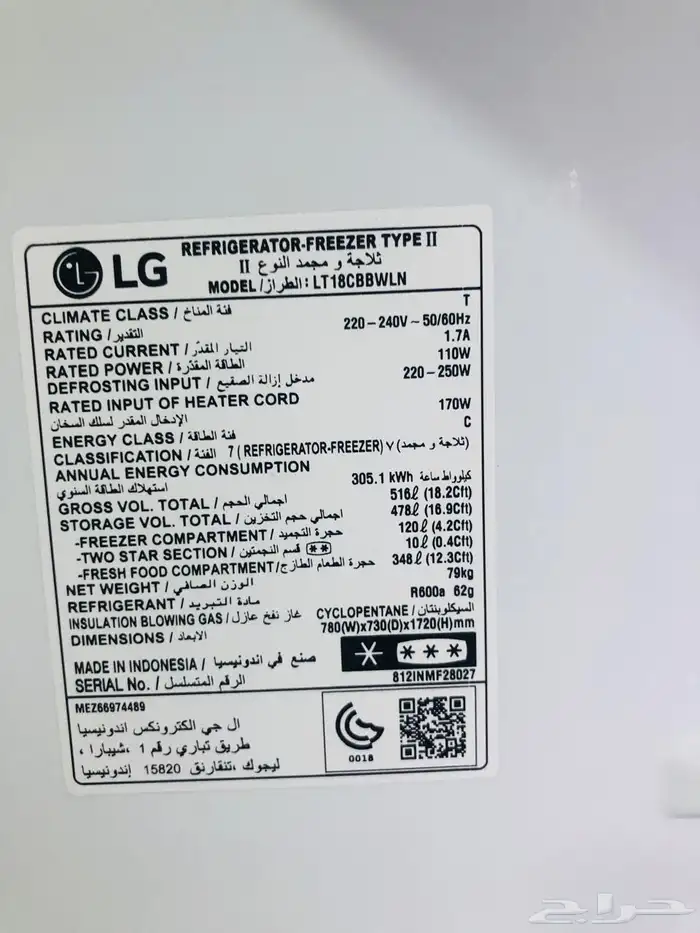 LG
REFRIGERATOR-FREEZER TYPE II
ثلاجة و مجمد النوع II
MODEL/الطراز: LT18CBBWLN
CLIMATE CLASS / فئة المناخ T
RATING / التقدير 220-240V~50/60Hz
RATED CURRENT / التيار المقدّر 1.7A
RATED POWER / الطاقة المقدّرة 110W
DEFROSTING INPUT / مدخل إزالة الصقيع 220-250W
RATED INPUT OF HEATER CORD
الإدخال المقدر لسلك السخان 170W
ENERGY CLASS / فئة الطاقة C
CLASSIFICATION / الفئة 7 (REFRIGERATOR-FREEZER) ٧ (ثلاجة و مجمد)
ANNUAL ENERGY CONSUMPTION
استهلاك الطاقة السنوي 305.1 kWh كيلوواط ساعة
GROSS VOL. TOTAL / اجمالي الحجم 516ℓ (18.2Cft)
STORAGE VOL. TOTAL / اجمالي حجم التخزين 478ℓ (16.9Cft)
-FREEZER COMPARTMENT / حجرة التجميد 120ℓ (4.2Cft)
-TWO STAR SECTION / قسم النجمتين (**) 10ℓ (0.4Cft)
-FRESH FOOD COMPARTMENT/حجرة الطعام الطازج 348ℓ (12.3Cft)
NET WEIGHT / الوزن الصافي 79kg
REFRIGERANT / مادة التبريد R600a 62g
INSULATION BLOWING GAS / غاز نفخ عازل CYCLOPENTANE / السيكلوبنتان
DIMENSIONS / الابعاد 780(W)x730(D)x1720(H)mm
* ***
MADE IN INDONESIA / صنع في اندونيسيا
SERIAL No. / الرقم المتسلسل 812INMF28027
MEZ66974489
ال جي الكترونكس اندونيسيا
طريق تباري رقم 1 ،شيبارا ،
ليجوك ،تنقارنق 15820 إندونيسيا
0018
حراج